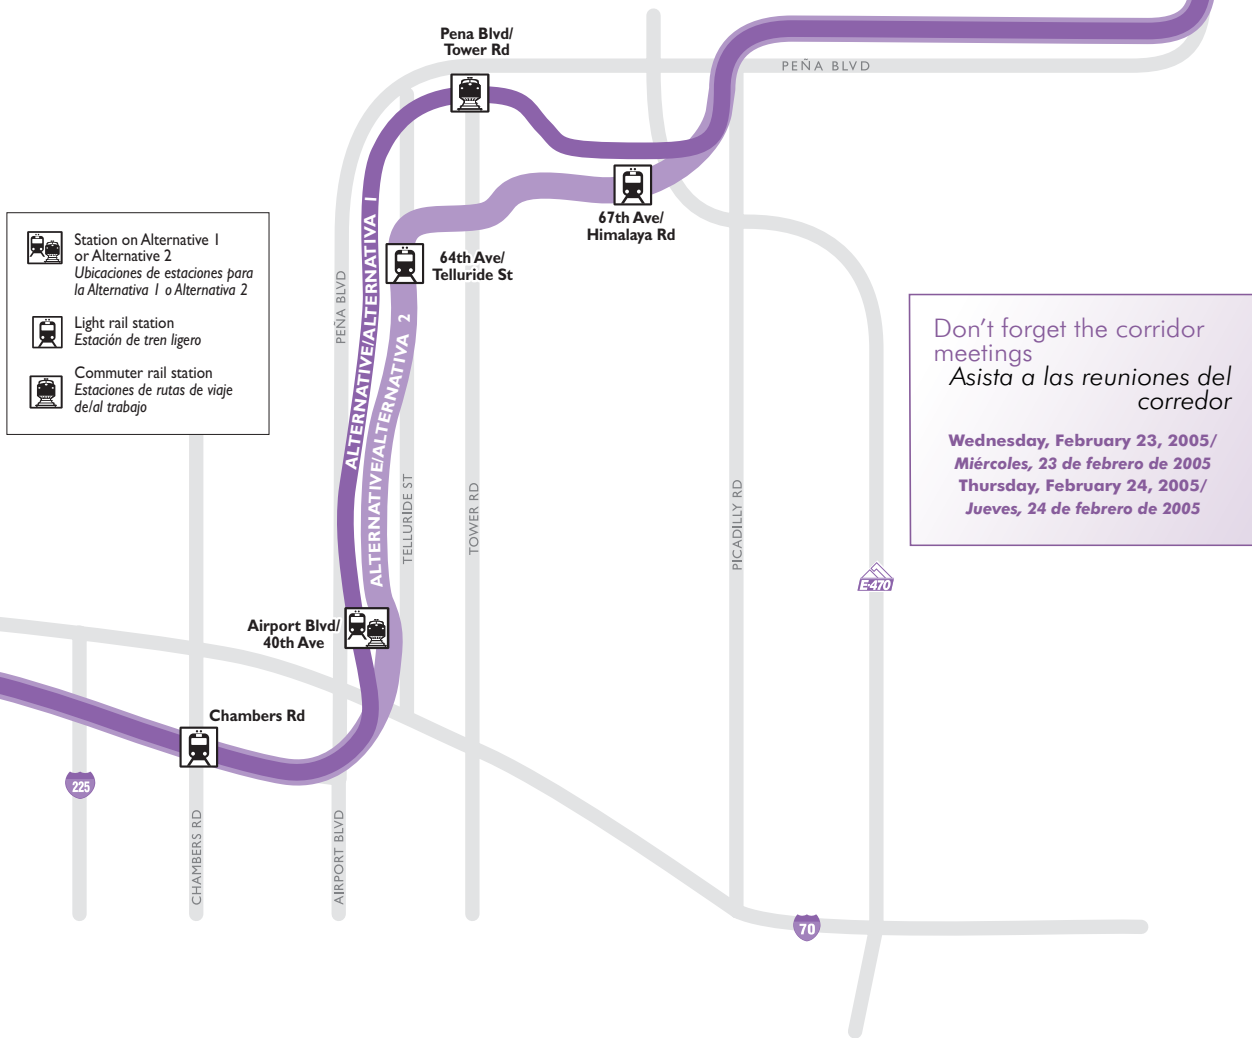 Pena Blvd/
Tower Rd
PEÑA BLVD
67th Ave/
Himalaya Rd
64th Ave/
Telluride St
Station on Alternative 1
or Alternative 2
Ubicaciones de estaciones para
la Alternativa 1 o Alternativa 2
Light rail station
Estación de tren ligero
Commuter rail station
Estaciones de rutas de viaje
de/al trabajo
PEÑA BLVD
ALTERNATIVE/ALTERNATIVA 1
ALTERNATIVE/ALTERNATIVA 2
TELLURIDE ST
TOWER RD
PICADILLY RD
Don't forget the corridor
meetings
Asista a las reuniones del
corredor
Wednesday, February 23, 2005/
Miércoles, 23 de febrero de 2005
Thursday, February 24, 2005/
Jueves, 24 de febrero de 2005
E-470
Airport Blvd/
40th Ave
Chambers Rd
225
CHAMBERS RD
AIRPORT BLVD
70